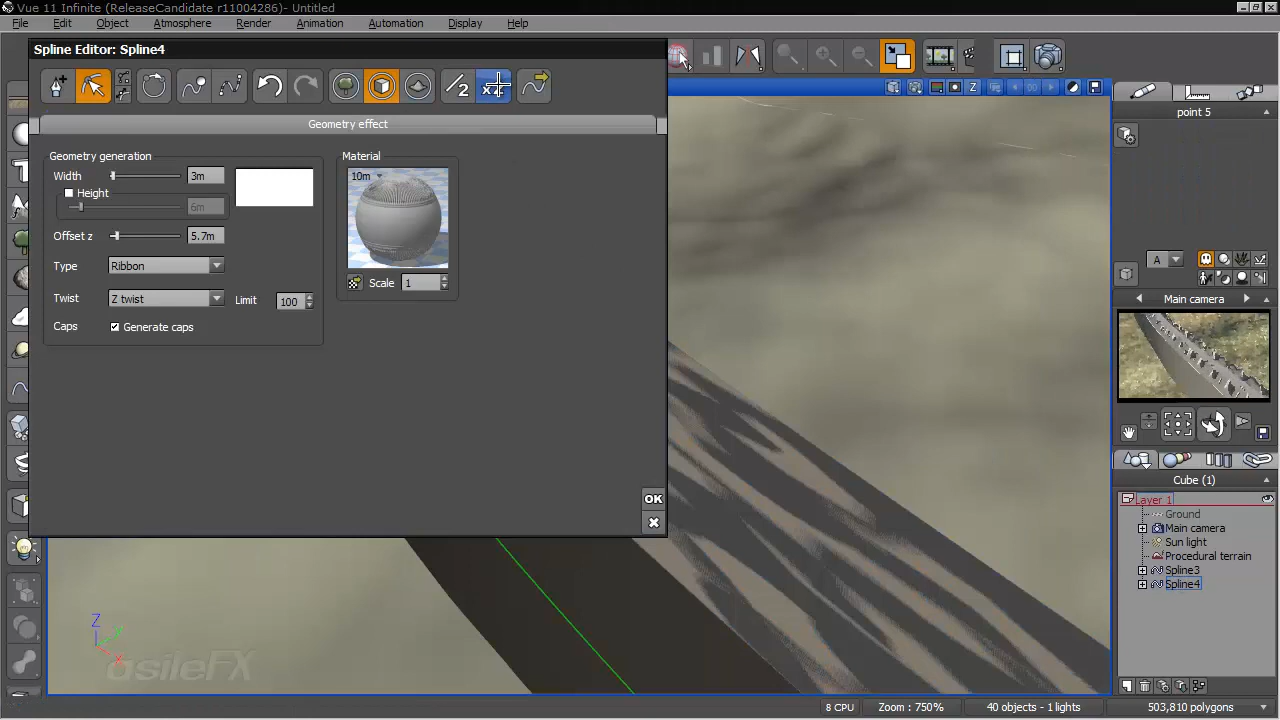 Vue 11 Infinite (ReleaseCandidate r11004286)- Untitled
File Edit Object Atmosphere Render Animation Automation Display Help
Spline Editor: Spline4
Geometry effect
Geometry generation
Width 3m
Height
6m
Offset z 5.7m
Type Ribbon
Twist Z twist Limit 100
Caps Generate caps
Material
10m
Scale 1
OK
point 5
A
Main camera
Cube (1)
Layer 1
Ground
Main camera
Sun light
Procedural terrain
Spline3
Spline4
Z
Y
X
asileFX
8 CPU Zoom : 750% 40 objects - 1 lights 503,810 polygons